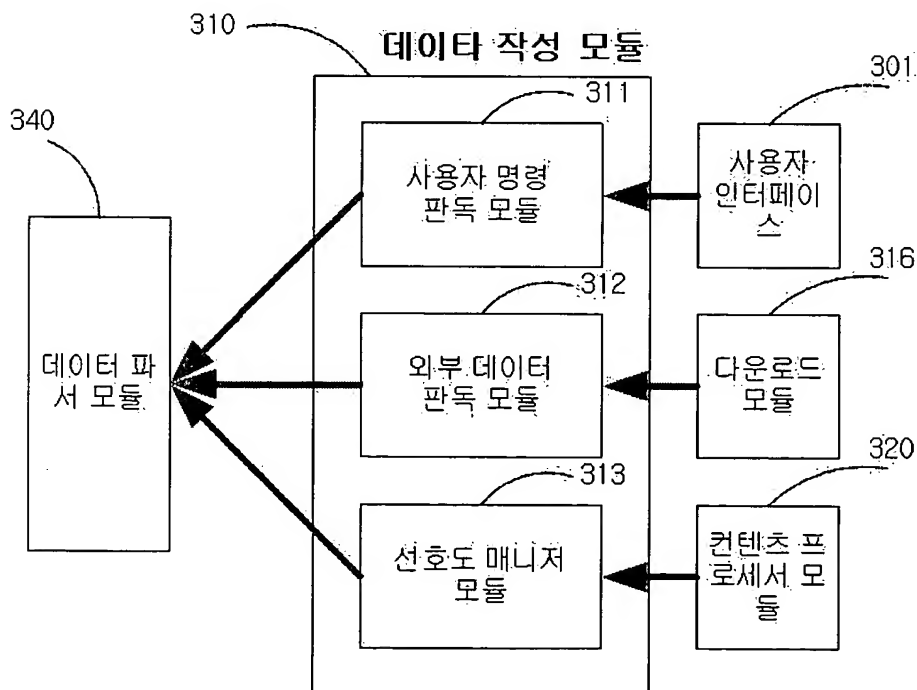 310
데이타 작성 모듈
301
340
311
사용자 명령
판독 모듈
사용자
인터페이
스
312
316
데이터 파
서 모듈
외부 데이터
판독 모듈
다운로드
모듈
313
320
선호도 매니저
모듈
컨텐츠 프
로세서 모
듈